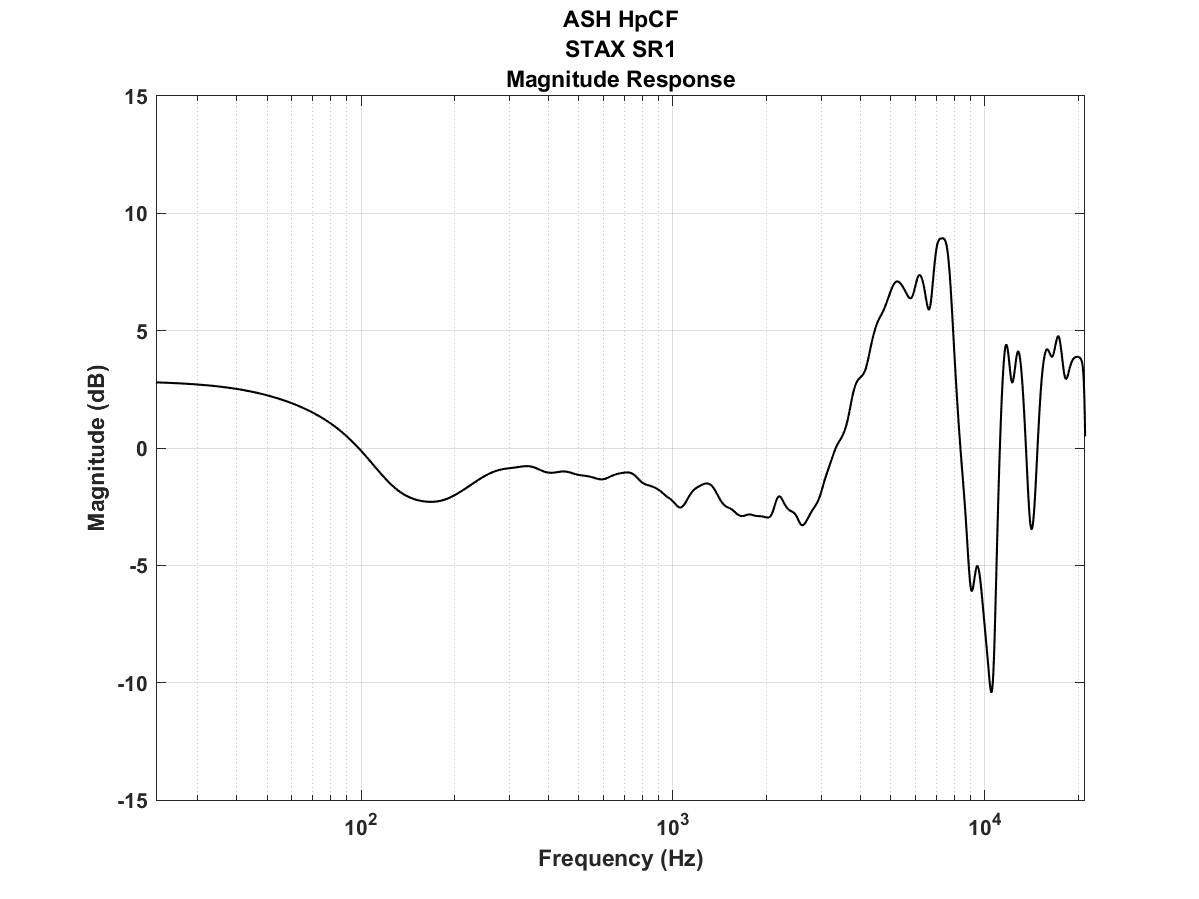 ASH HpCF
STAX SR1
Magnitude Response
15
10
5
0
-5
-10
-15
Magnitude (dB)
10² 10³ 10⁴
Frequency (Hz)